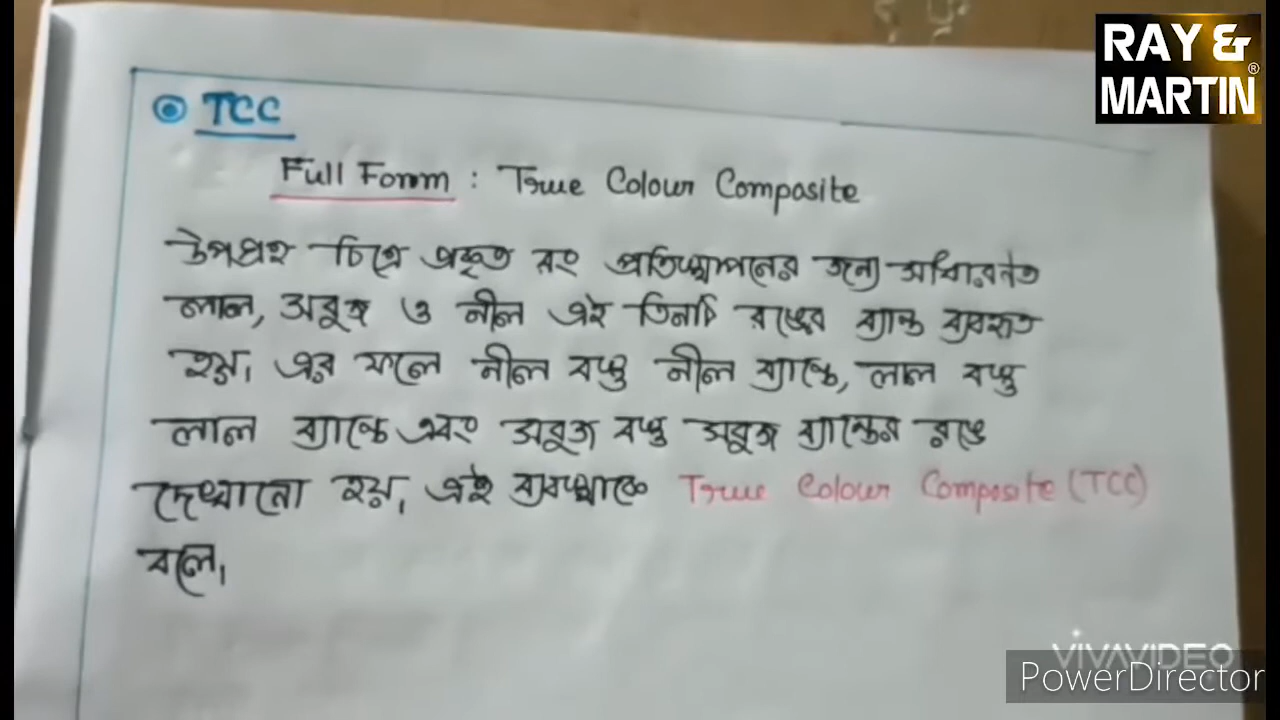 RAY &
MARTIN®
TCC
Full Form : True Colour Composite
উপগ্রহ চিত্রে প্রকৃত রং প্রতিস্থাপনের জন্য সাধারনত
লাল, সবুজ ও নীল এই তিনটি রঙের ব্যান্ড ব্যবহৃত
হয়। এর ফলে নীল বস্তু নীল ব্যান্ডে, লাল বস্তু
লাল ব্যান্ডে এবং সবুজ বস্তু সবুজ ব্যান্ডের রঙে
দেখানো হয়, এই ব্যবস্থাকে True Colour Composite (TCC)
বলে।
VIVAVIDEO
PowerDirector